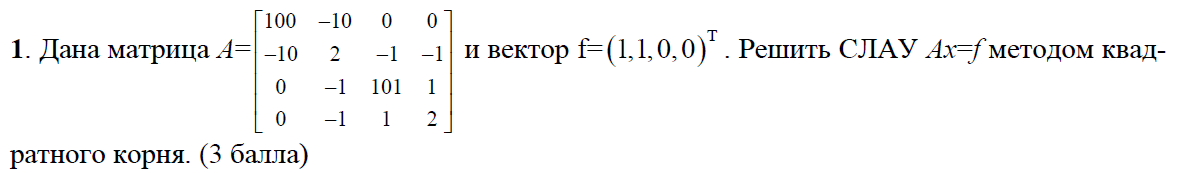 1. Дана матрица A=[100 −10 0 0; −10 2 −1 −1; 0 −1 101 1; 0 −1 1 2] и вектор f=(1,1,0,0)ᵀ. Решить СЛАУ Ax=f методом квад-
ратного корня. (3 балла)